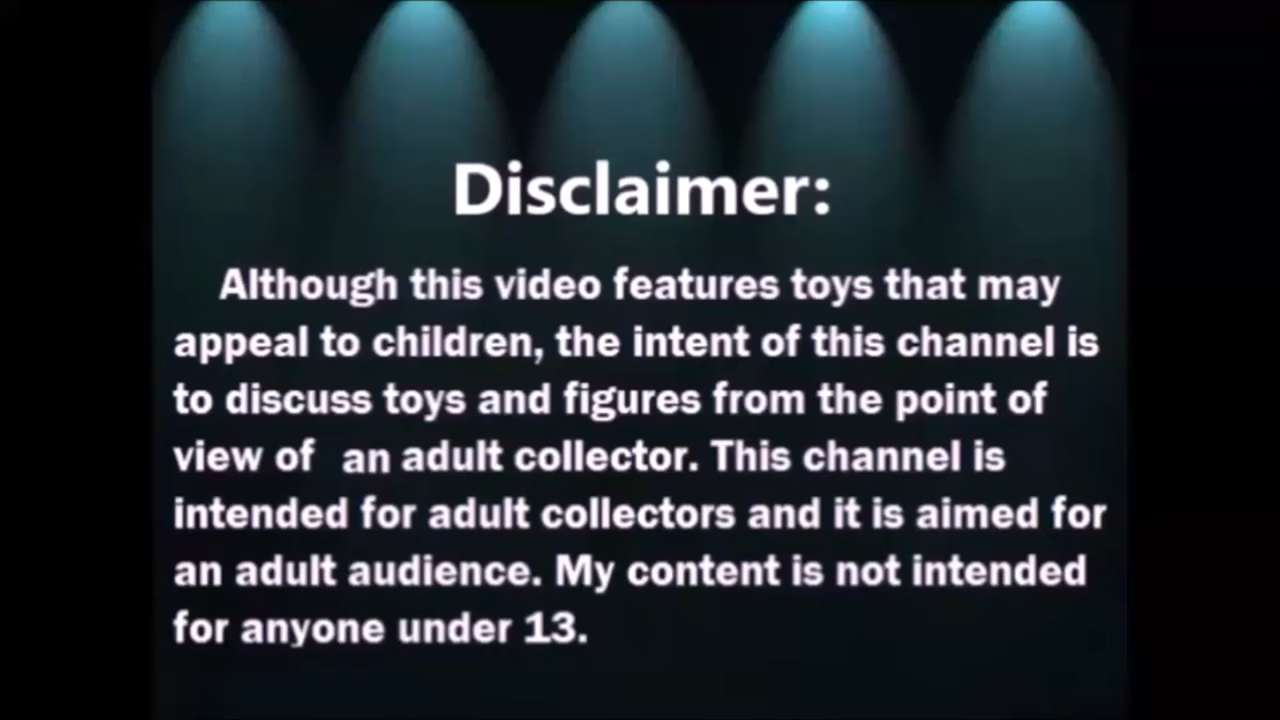 Disclaimer:
Although this video features toys that may
appeal to children, the intent of this channel is
to discuss toys and figures from the point of
view of an adult collector. This channel is
intended for adult collectors and it is aimed for
an adult audience. My content is not intended
for anyone under 13.